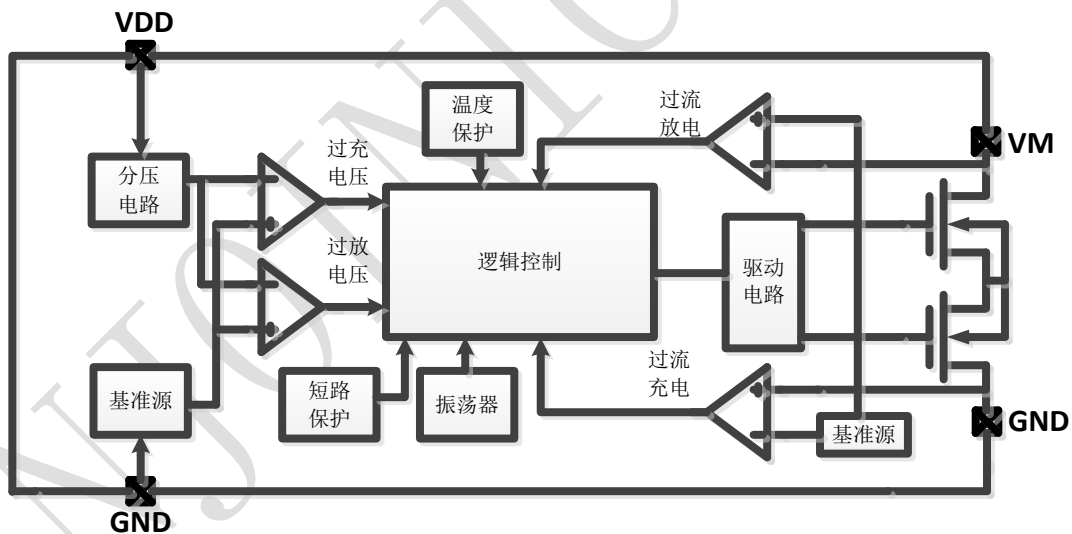 VDD
温度
保护
过流
放电
VM
分压
电路
过充
电压
逻辑控制
过放
电压
驱动
电路
基准源
短路
保护
振荡器
过流
充电
基准源
GND
GND